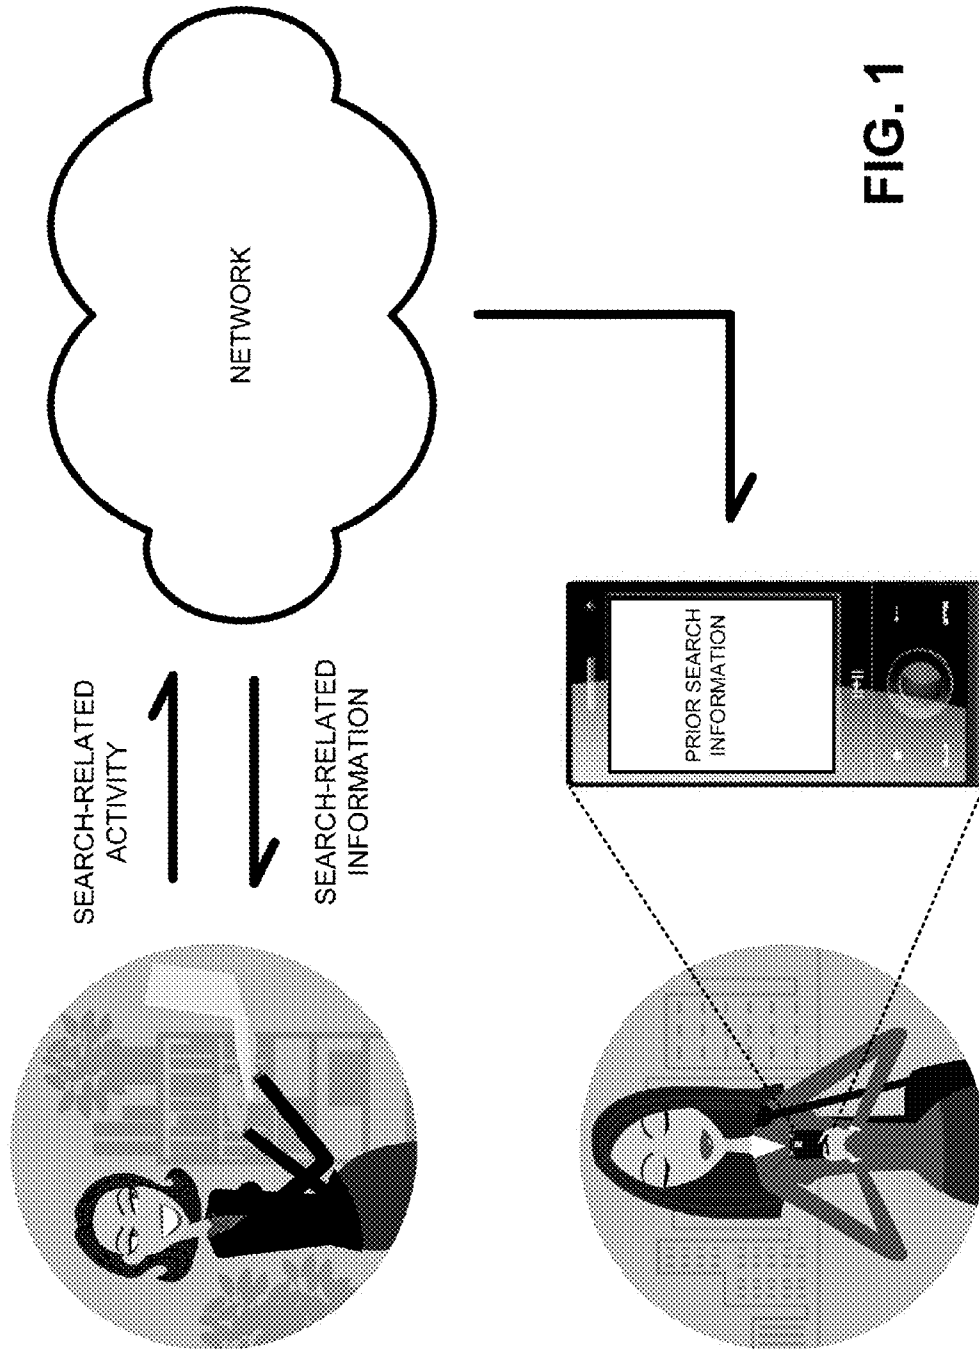 SEARCH-RELATED
ACTIVITY
SEARCH-RELATED
INFORMATION
NETWORK
PRIOR SEARCH
INFORMATION
FIG. 1